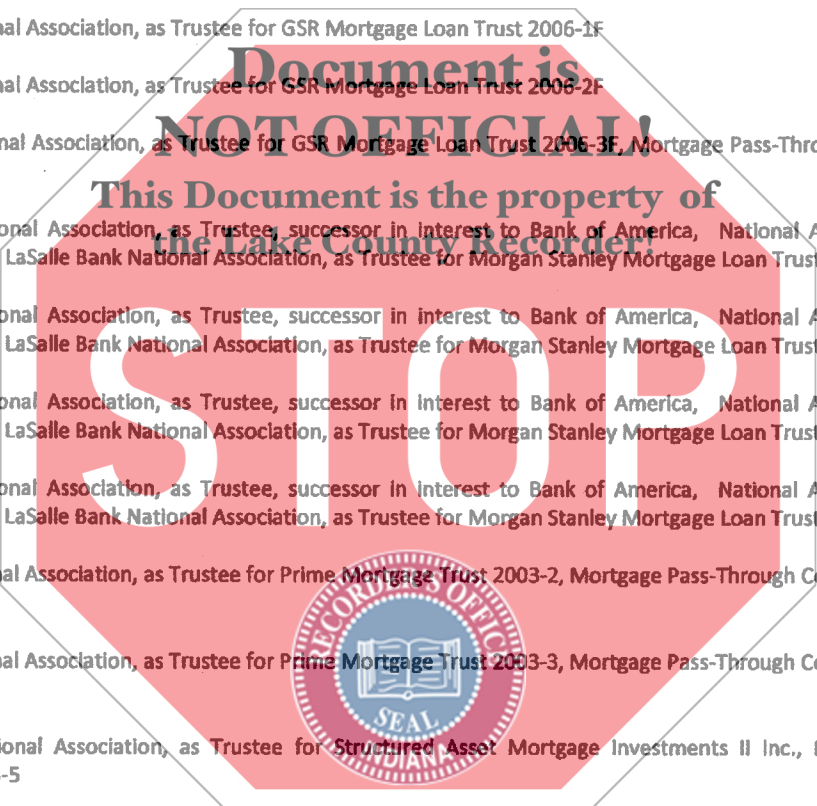 nal Association, as Trustee for GSR Mortgage Loan Trust 2006-1F
Document is
nal Association, as Trustee for GSR Mortgage Loan Trust 2006-2F
NOT OFFICIAL!
nal Association, as Trustee for GSR Mortgage Loan Trust 2006-3F, Mortgage Pass-Thro
This Document is the property of
onal Association, as Trustee, successor in interest to Bank of America, National A
the Lake County Recorder!
LaSalle Bank National Association, as Trustee for Morgan Stanley Mortgage Loan Trust
onal Association, as Trustee, successor in interest to Bank of America, National A
LaSalle Bank National Association, as Trustee for Morgan Stanley Mortgage Loan Trust
STOP
onal Association, as Trustee, successor in interest to Bank of America, National A
LaSalle Bank National Association, as Trustee for Morgan Stanley Mortgage Loan Trust
onal Association, as Trustee, successor in interest to Bank of America, National A
LaSalle Bank National Association, as Trustee for Morgan Stanley Mortgage Loan Trust
nal Association, as Trustee for Prime Mortgage Trust 2003-2, Mortgage Pass-Through Ce
RECORDER'S OFFICE
nal Association, as Trustee for Prime Mortgage Trust 2003-3, Mortgage Pass-Through Ce
SEAL
INDIANA
ional Association, as Trustee for Structured Asset Mortgage Investments II Inc.,
-5